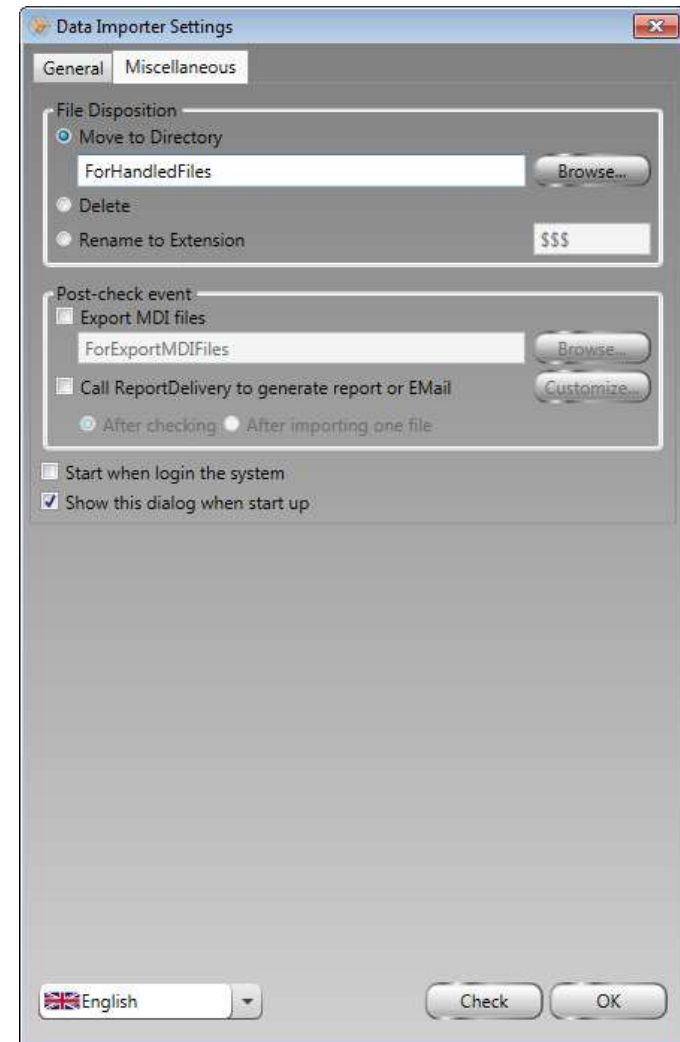 Data Importer Settings
General Miscellaneous
File Disposition
Move to Directory
ForHandledFiles Browse...
Delete
Rename to Extension $$$
Post-check event
Export MDI files
ForExportMDIFiles Browse...
Call ReportDelivery to generate report or EMail Customize...
After checking After importing one file
Start when login the system
Show this dialog when start up
English Check OK